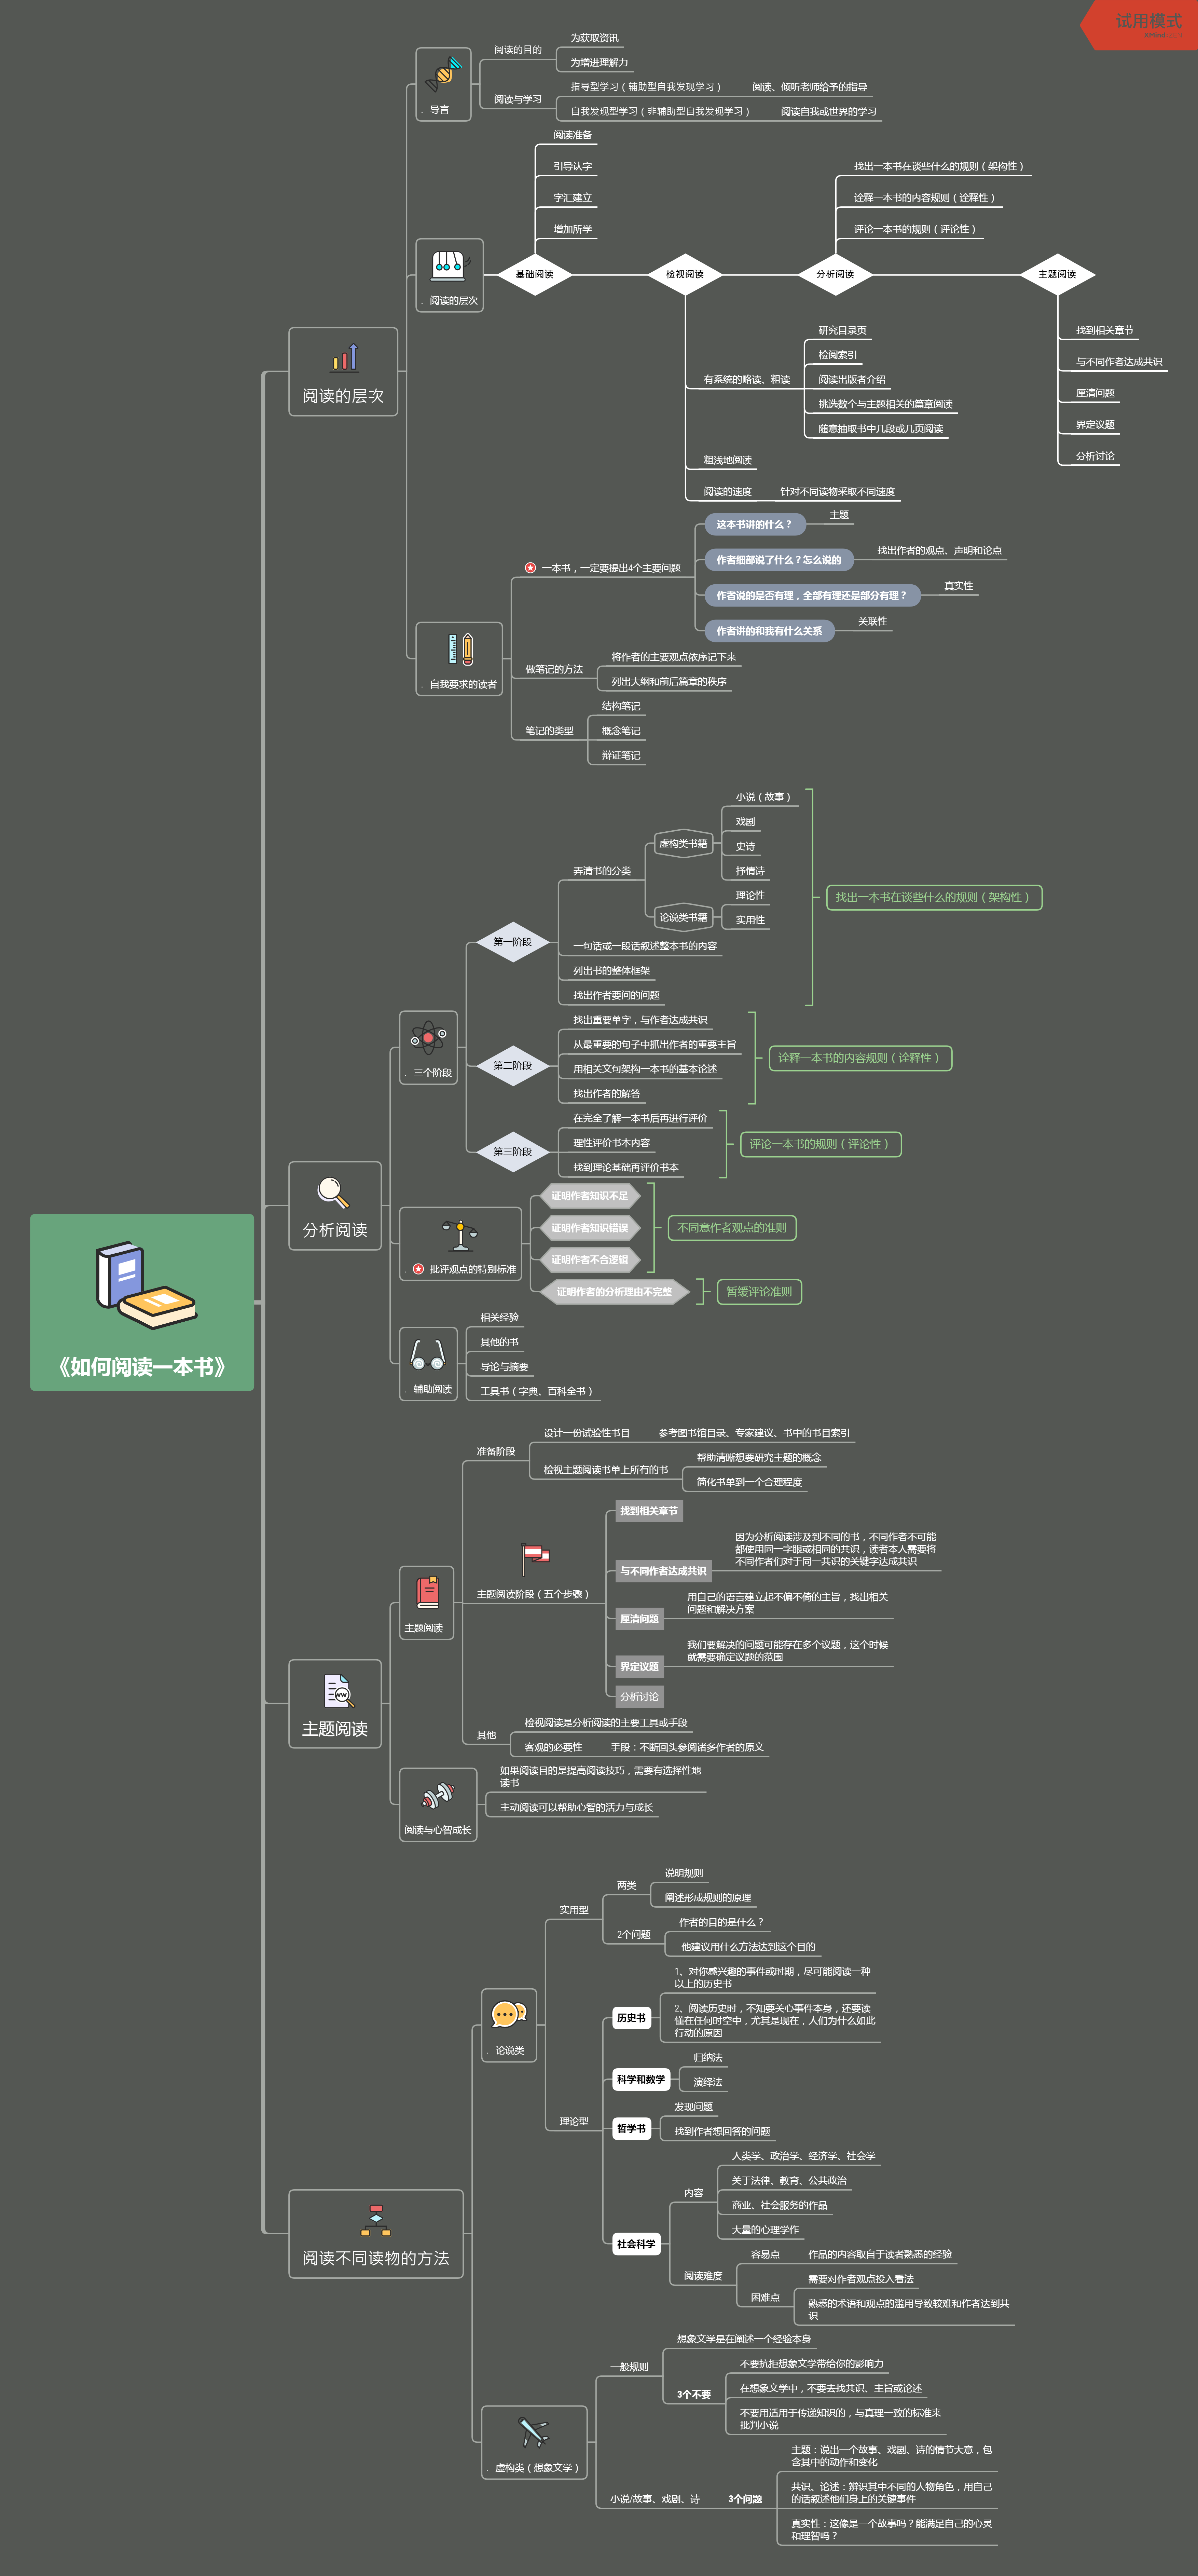 试用模式
XMind
《如何阅读一本书》
阅读的层次
. 导言
阅读的目的
为获取资讯
为增进理解力
阅读与学习
指导型学习（辅助型自我发现学习）
阅读、倾听老师给予的指导
自我发现型学习（非辅助型自我发现学习）
阅读自我或世界的学习
. 阅读的层次
基础阅读
阅读准备
引导认字
字汇建立
增加所学
检视阅读
有系统的略读、粗读
研究目录页
检阅索引
阅读出版者介绍
挑选数个与主题相关的篇章阅读
随意抽取书中几段或几页阅读
粗浅地阅读
阅读的速度
针对不同读物采取不同速度
分析阅读
找出一本书在谈些什么的规则（架构性）
诠释一本书的内容规则（诠释性）
评论一本书的规则（评论性）
主题阅读
找到相关章节
与不同作者达成共识
厘清问题
界定议题
分析讨论
. 自我要求的读者
一本书，一定要提出4个主要问题
这本书讲的什么？
主题
作者细部说了什么？怎么说的
找出作者的观点、声明和论点
作者说的是否有理，全部有理还是部分有理？
真实性
作者讲的和我有什么关系
关联性
做笔记的方法
将作者的主要观点依序记下来
列出大纲和前后篇章的秩序
笔记的类型
结构笔记
概念笔记
辩证笔记
分析阅读
. 三个阶段
第一阶段
弄清书的分类
虚构类书籍
小说（故事）
戏剧
史诗
抒情诗
论说类书籍
理论性
实用性
一句话或一段话叙述整本书的内容
列出书的整体框架
找出作者要问的问题
找出一本书在谈些什么的规则（架构性）
第二阶段
找出重要单字，与作者达成共识
从最重要的句子中抓出作者的重要主旨
用相关文句架构一本书的基本论述
找出作者的解答
诠释一本书的内容规则（诠释性）
第三阶段
在完全了解一本书后再进行评价
理性评价书本内容
找到理论基础再评价书本
评论一本书的规则（评论性）
. 批评观点的特别标准
证明作者知识不足
证明作者知识错误
证明作者不合逻辑
不同意作者观点的准则
证明作者的分析理由不完整
暂缓评论准则
. 辅助阅读
相关经验
其他的书
导论与摘要
工具书（字典、百科全书）
主题阅读
主题阅读
准备阶段
设计一份试验性书目
参考图书馆目录、专家建议、书中的书目索引
检视主题阅读书单上所有的书
帮助清晰想要研究主题的概念
简化书单到一个合理程度
主题阅读阶段（五个步骤）
找到相关章节
与不同作者达成共识
因为分析阅读涉及到不同的书，不同作者不可能
都使用同一字眼或相同的共识，读者本人需要将
不同作者们对于同一共识的关键字达成共识
厘清问题
用自己的语言建立起不偏不倚的主旨，找出相关
问题和解决方案
界定议题
我们要解决的问题可能存在多个议题，这个时候
就需要确定议题的范围
分析讨论
其他
检视阅读是分析阅读的主要工具或手段
客观的必要性
手段：不断回头参阅诸多作者的原文
阅读与心智成长
如果阅读目的是提高阅读技巧，需要有选择性地
读书
主动阅读可以帮助心智的活力与成长
阅读不同读物的方法
. 论说类
实用型
两类
说明规则
阐述形成规则的原理
2个问题
作者的目的是什么？
他建议用什么方法达到这个目的
理论型
历史书
1、对你感兴趣的事件或时期，尽可能阅读一种
以上的历史书
2、阅读历史时，不知要关心事件本身，还要读
懂在任何时空中，尤其是现在，人们为什么如此
行动的原因
科学和数学
归纳法
演绎法
哲学书
发现问题
找到作者想回答的问题
社会科学
内容
人类学、政治学、经济学、社会学
关于法律、教育、公共政治
商业、社会服务的作品
大量的心理学作
阅读难度
容易点
作品的内容取自于读者熟悉的经验
困难点
需要对作者观点投入看法
熟悉的术语和观点的滥用导致较难和作者达到共
识
. 虚构类（想象文学）
一般规则
想象文学是在阐述一个经验本身
3个不要
不要抗拒想象文学带给你的影响力
在想象文学中，不要去找共识、主旨或论述
不要用适用于传递知识的，与真理一致的标准来
批判小说
小说/故事、戏剧、诗
3个问题
主题：说出一个故事、戏剧、诗的情节大意，包
含其中的动作和变化
共识、论述：辨识其中不同的人物角色，用自己
的话叙述他们身上的关键事件
真实性：这像是一个故事吗？能满足自己的心灵
和理智吗？